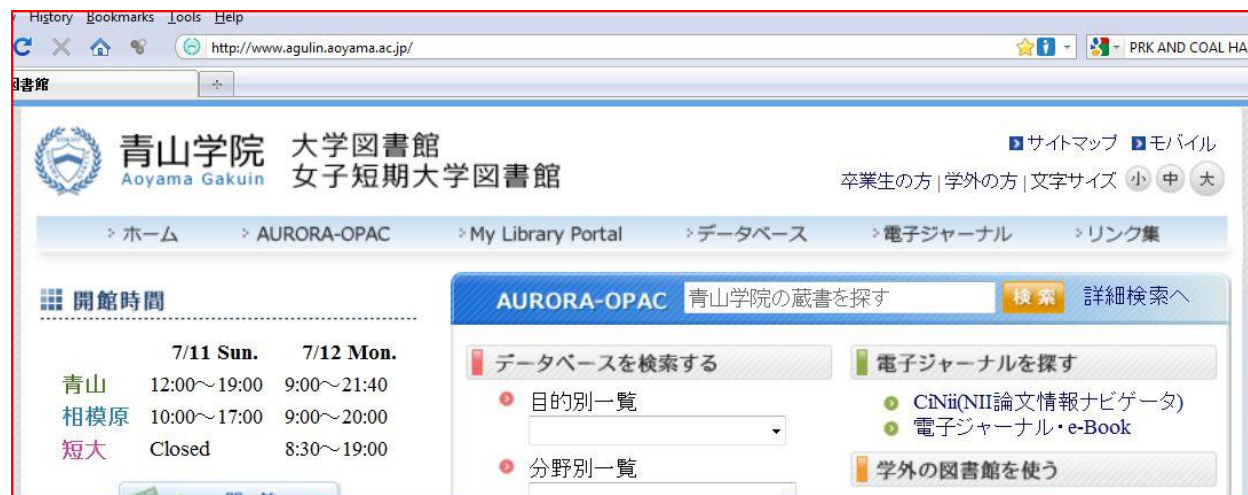 History Bookmarks Tools Help
http://www.agulin.aoyama.ac.jp/
PRK AND COAL HA
図書館
青山学院 大学図書館
Aoyama Gakuin 女子短期大学図書館
サイトマップ モバイル
卒業生の方 | 学外の方 | 文字サイズ 小 中 大
ホーム AURORA-OPAC My Library Portal データベース 電子ジャーナル リンク集
開館時間
7/11 Sun. 7/12 Mon.
青山 12:00～19:00 9:00～21:40
相模原 10:00～17:00 9:00～20:00
短大 Closed 8:30～19:00
AURORA-OPAC 青山学院の蔵書を探す 検索 詳細検索へ
データベースを検索する
目的別一覧
分野別一覧
電子ジャーナルを探す
CiNii(NII論文情報ナビゲータ)
電子ジャーナル・e-Book
学外の図書館を使う